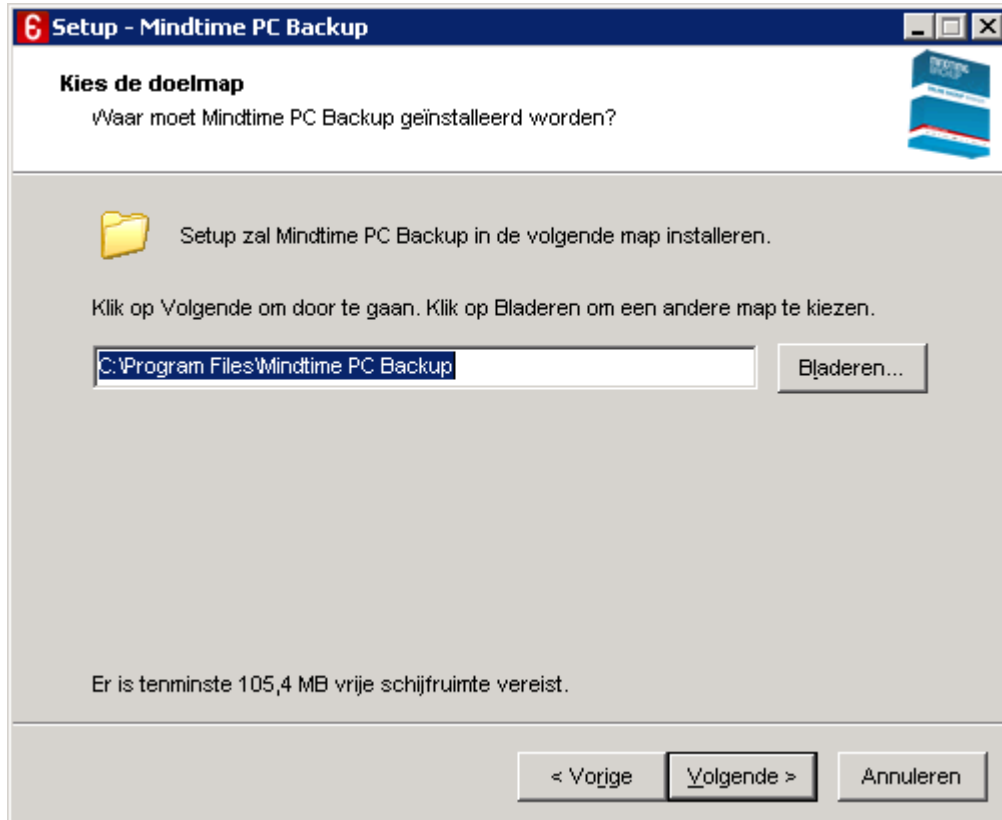 Setup - Mindtime PC Backup
Kies de doelmap
Waar moet Mindtime PC Backup geïnstalleerd worden?
MINDTIME
BACKUP
Setup zal Mindtime PC Backup in de volgende map installeren.
Klik op Volgende om door te gaan. Klik op Bladeren om een andere map te kiezen.
C:\Program Files\Mindtime PC Backup
Bladeren...
Er is tenminste 105,4 MB vrije schijfruimte vereist.
< Vorige
Volgende >
Annuleren